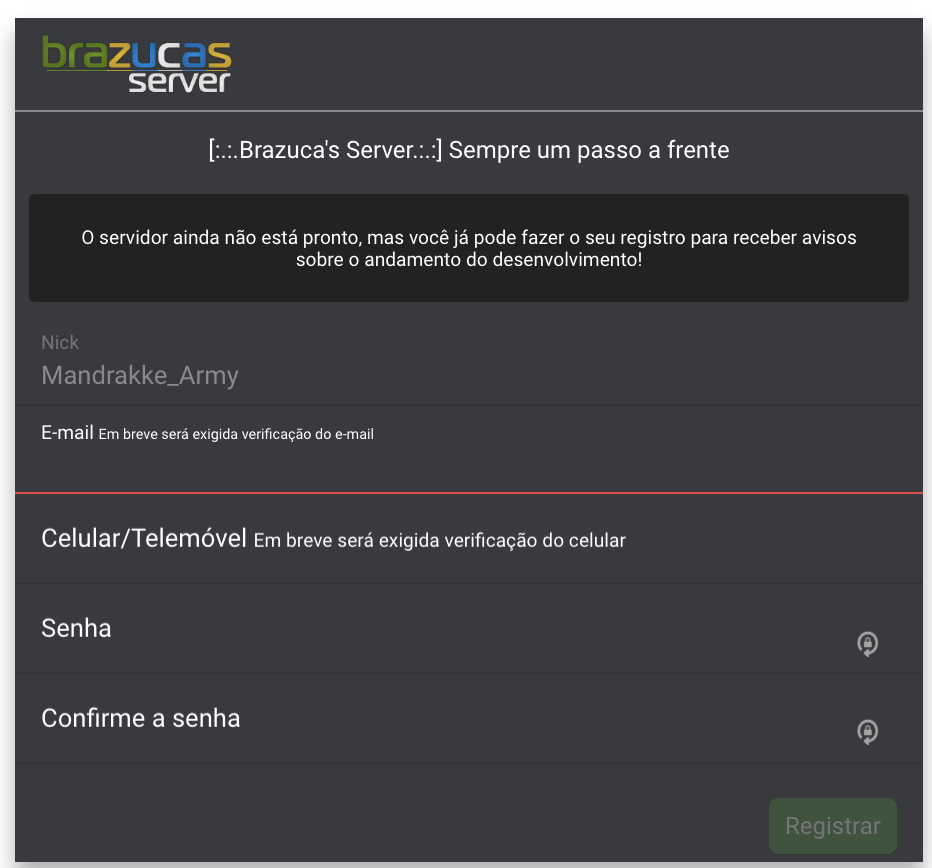 brazucas
server
[:.:.Brazuca's Server.:.:] Sempre um passo a frente
O servidor ainda não está pronto, mas você já pode fazer o seu registro para receber avisos
sobre o andamento do desenvolvimento!
Nick
Mandrakke_Army
E-mail Em breve será exigida verificação do e-mail
Celular/Telemóvel Em breve será exigida verificação do celular
Senha
Confirme a senha
Registrar